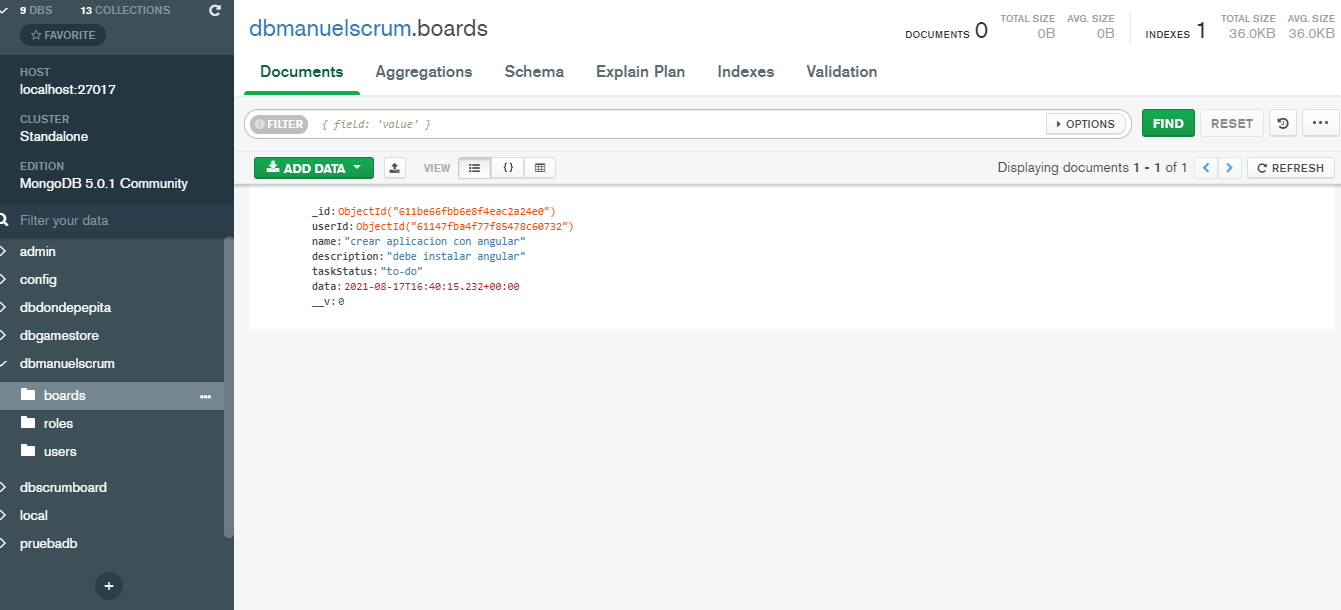 9 DBS 13 COLLECTIONS
FAVORITE
HOST
localhost:27017
CLUSTER
Standalone
EDITION
MongoDB 5.0.1 Community
Filter your data
admin
config
dbdondepepita
dbgamestore
dbmanuelscrum
boards
roles
users
dbscrumboard
local
pruebadb
dbmanuelscrum.boards
DOCUMENTS 0 TOTAL SIZE 0B AVG. SIZE 0B INDEXES 1 TOTAL SIZE 36.0KB AVG. SIZE 36.0KB
Documents Aggregations Schema Explain Plan Indexes Validation
FILTER { field: 'value' } OPTIONS FIND RESET
ADD DATA VIEW {} Displaying documents 1 - 1 of 1 REFRESH
_id: ObjectId("611be66fbb6e8f4eac2a24e0")
userId: ObjectId("61147fba4f77f85478c60732")
name: "crear aplicacion con angular"
description: "debe instalar angular"
taskStatus: "to-do"
data: 2021-08-17T16:40:15.232+00:00
__v: 0